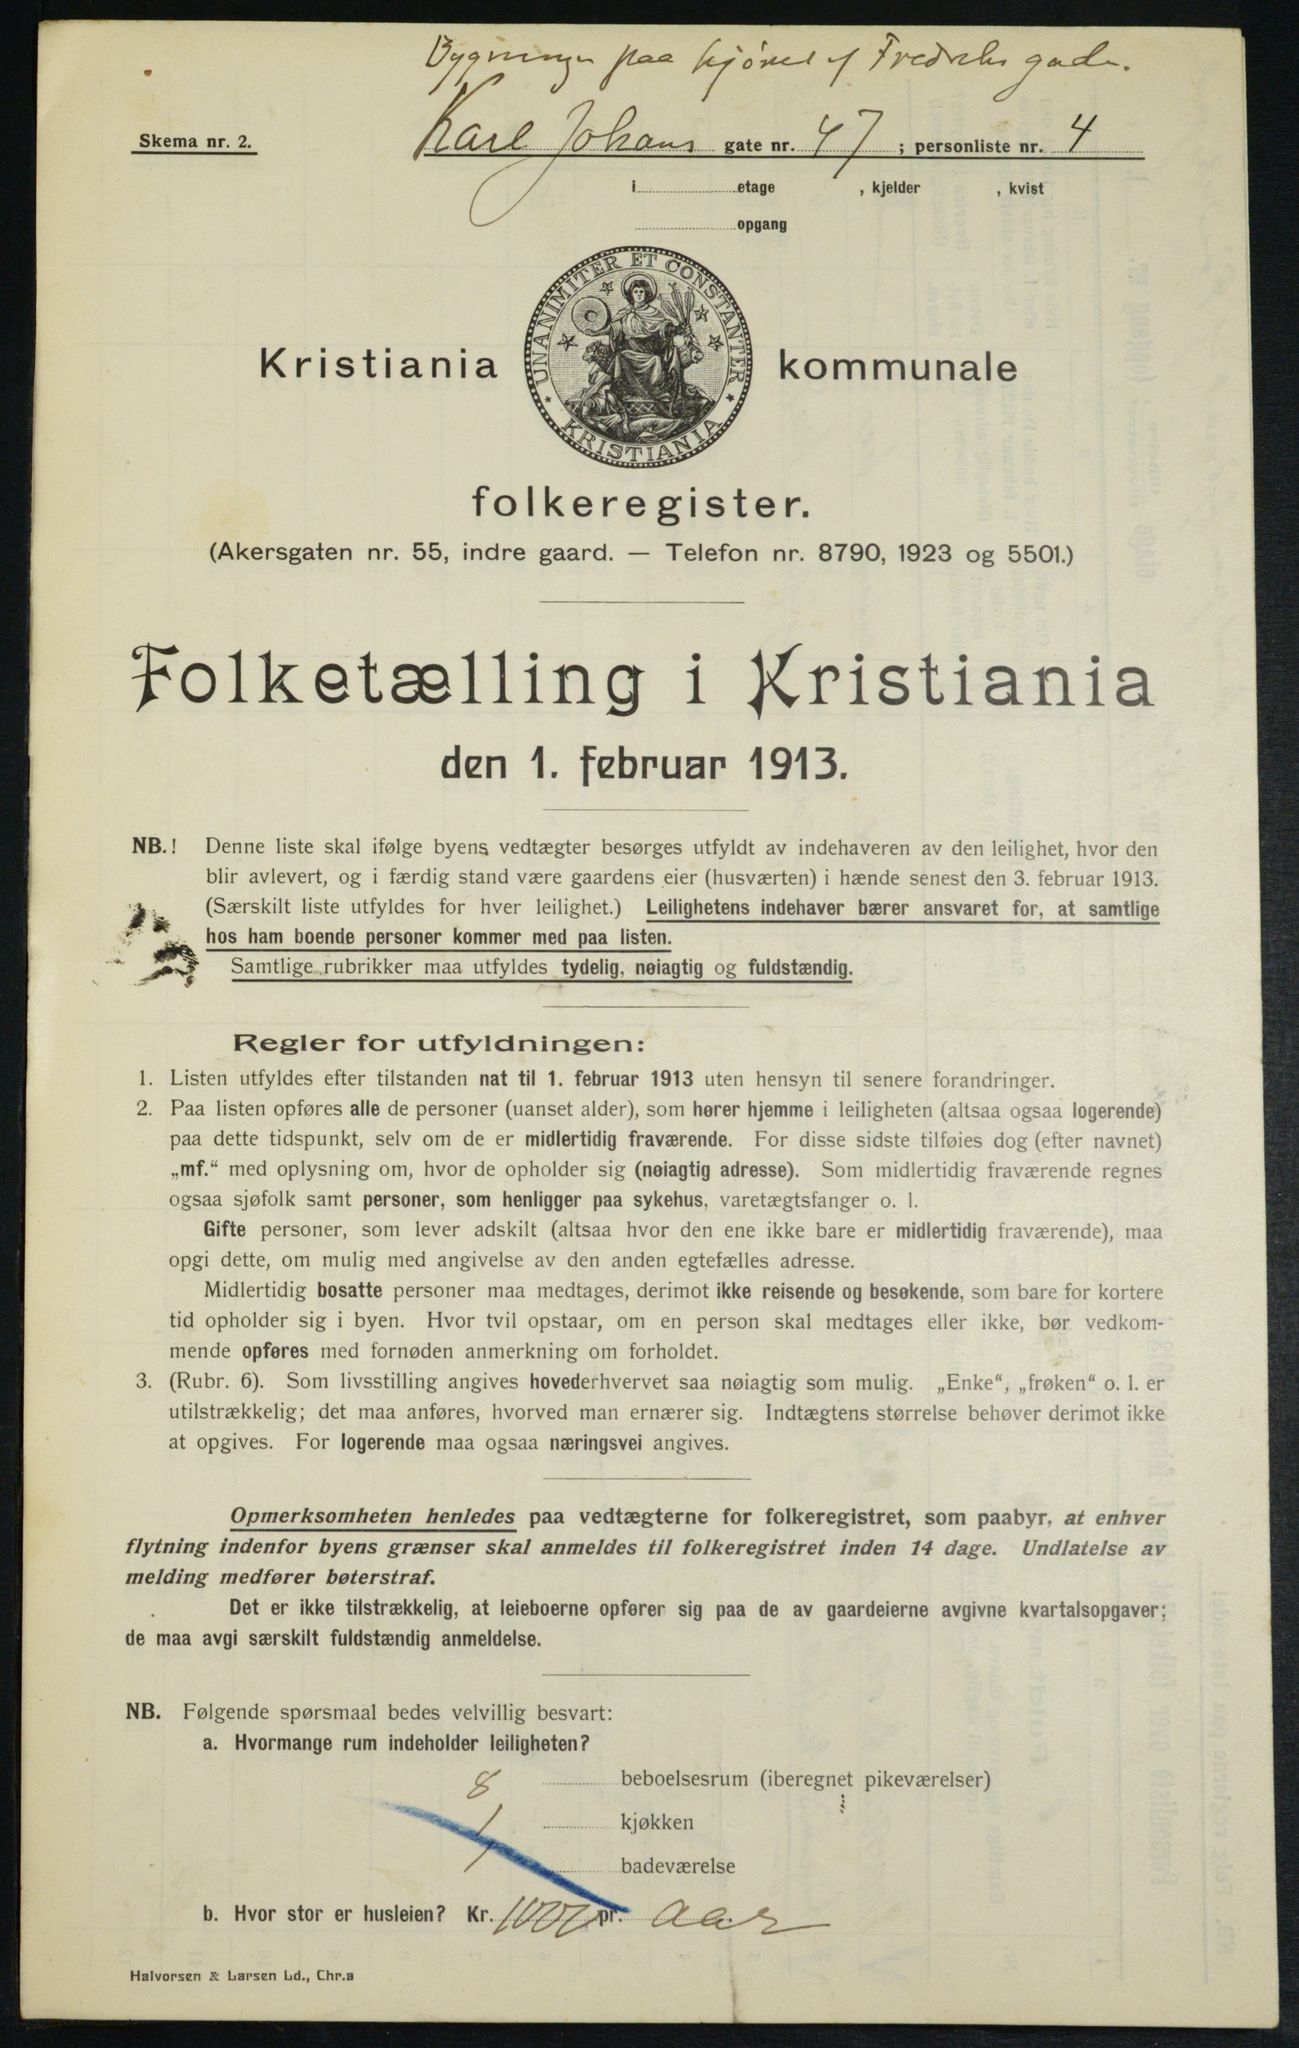 Bygningen paa hjørnet af Fredriks gade.
Skema nr. 2.
Karl Johans gate nr. 47 ; personliste nr. 4
i etage , kjelder , kvist
opgang
UNANIMITER ET CONSTANTER
KRISTIANIA
Kristiania kommunale
folkeregister.
(Akersgaten nr. 55, indre gaard. — Telefon nr. 8790, 1923 og 5501.)
Folketælling i Kristiania
den 1. februar 1913.
NB.! Denne liste skal ifølge byens vedtægter besørges utfyldt av indehaveren av den leilighet, hvor den
blir avlevert, og i færdig stand være gaardens eier (husværten) i hænde senest den 3. februar 1913.
(Særskilt liste utfyldes for hver leilighet.) Leilighetens indehaver bærer ansvaret for, at samtlige
hos ham boende personer kommer med paa listen.
Samtlige rubrikker maa utfyldes tydelig, nøiagtig og fuldstændig.
Regler for utfyldningen:
1. Listen utfyldes efter tilstanden nat til 1. februar 1913 uten hensyn til senere forandringer.
2. Paa listen opføres alle de personer (uanset alder), som hører hjemme i leiligheten (altsaa ogsaa logerende)
paa dette tidspunkt, selv om de er midlertidig fraværende. For disse sidste tilføies dog (efter navnet)
„mf.“ med oplysning om, hvor de opholder sig (nøiagtig adresse). Som midlertidig fraværende regnes
ogsaa sjøfolk samt personer, som henligger paa sykehus, varetægtsfanger o. l.
Gifte personer, som lever adskilt (altsaa hvor den ene ikke bare er midlertidig fraværende), maa
opgi dette, om mulig med angivelse av den anden egtefælles adresse.
Midlertidig bosatte personer maa medtages, derimot ikke reisende og besøkende, som bare for kortere
tid opholder sig i byen. Hvor tvil opstaar, om en person skal medtages eller ikke, bør vedkom-
mende opføres med fornøden anmerkning om forholdet.
3. (Rubr. 6). Som livsstilling angives hovederhvervet saa nøiagtig som mulig. „Enke“, „frøken“ o. l. er
utilstrækkelig; det maa anføres, hvorved man ernærer sig. Indtægtens størrelse behøver derimot ikke
at opgives. For logerende maa ogsaa næringsvei angives.
Opmerksomheten henledes paa vedtægterne for folkeregistret, som paabyr, at enhver
flytning indenfor byens grænser skal anmeldes til folkeregistret inden 14 dage. Undlatelse av
melding medfører bøterstraf.
Det er ikke tilstrækkelig, at leieboerne opfører sig paa de av gaardeierne avgivne kvartalsopgaver;
de maa avgi særskilt fuldstændig anmeldelse.
NB. Følgende spørsmaal bedes velvillig besvart:
a. Hvormange rum indeholder leiligheten?
8 beboelsesrum (iberegnet pikeværelser)
1 kjøkken
1 badeværelse
b. Hvor stor er husleien? Kr. pr. aar
Halvorsen & Larsen Ld., Chr.a